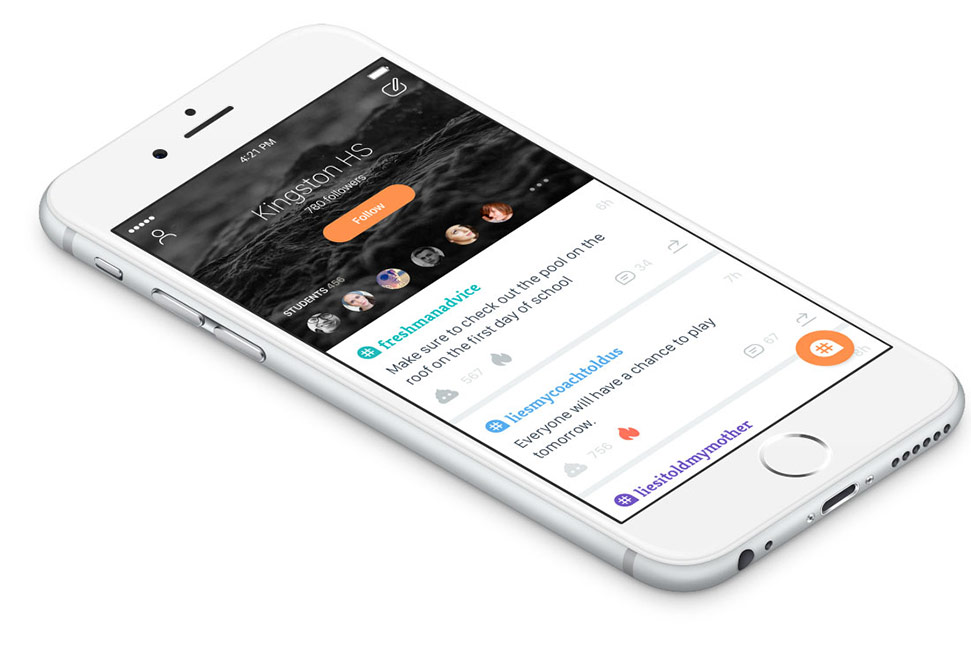 4:21 PM
Kingston HS
780 followers
Follow
STUDENTS 456
# freshmanadvice
6h
Make sure to check out the pool on the
roof on the first day of school
567
34
# liesmycoachtoldus
7h
Everyone will have a chance to play
tomorrow.
756
67
#
# liesitoldmymother
8h